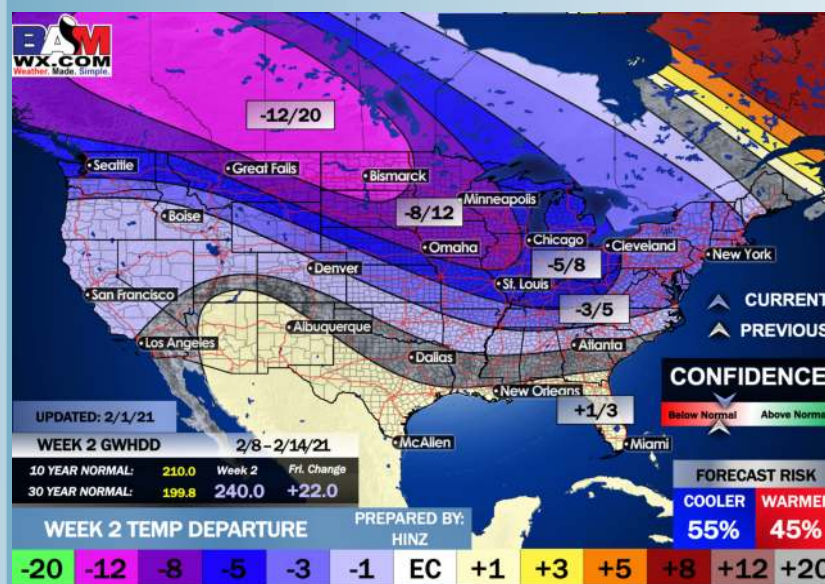 BAM
WX.COM
Weather. Made. Simple.
-12/20
Seattle
Great Falls
Bismarck
Minneapolis
-8/12
Boise
Omaha
Chicago
Cleveland
New York
-5/8
Denver
St. Louis
San Francisco
-3/5
CURRENT
PREVIOUS
Albuquerque
Los Angeles
Dallas
Atlanta
CONFIDENCE
New Orleans
Below Normal Above Norma
+1/3
UPDATED: 2/1/21
McAllen
Miami
WEEK 2 GWHDD 2/8 – 2/14/21
10 YEAR NORMAL: 210.0 Week 2 Fri. Change
30 YEAR NORMAL: 199.8 240.0 +22.0
FORECAST RISK
COOLER WARMER
55% 45%
WEEK 2 TEMP DEPARTURE
PREPARED BY:
HINZ
-20 -12 -8 -5 -3 -1 EC +1 +3 +5 +8 +12 +20